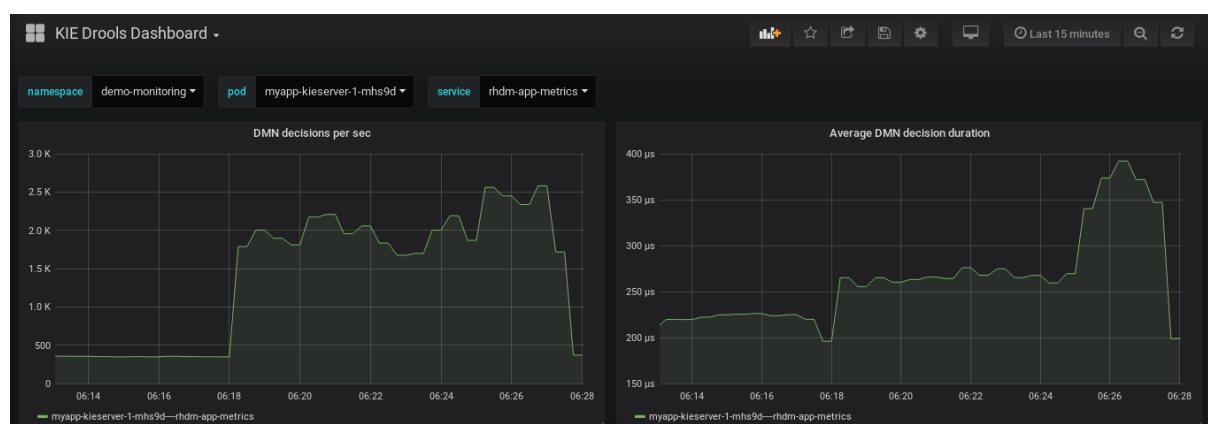 KIE Drools Dashboard
Last 15 minutes
namespace demo-monitoring pod myapp-kieserver-1-mhs9d service rhdm-app-metrics
DMN decisions per sec
3.0 K
2.5 K
2.0 K
1.5 K
1.0 K
500
0
06:14 06:16 06:18 06:20 06:22 06:24 06:26 06:28
myapp-kieserver-1-mhs9d—rhdm-app-metrics
Average DMN decision duration
400 µs
350 µs
300 µs
250 µs
200 µs
150 µs
06:14 06:16 06:18 06:20 06:22 06:24 06:26 06:28
myapp-kieserver-1-mhs9d—rhdm-app-metrics